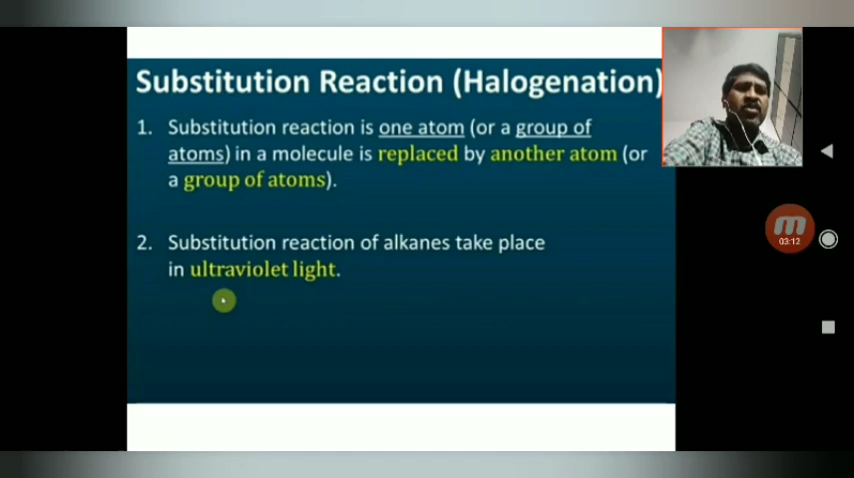 Substitution Reaction (Halogenation)
1. Substitution reaction is one atom (or a group of
atoms) in a molecule is replaced by another atom (or
a group of atoms).
2. Substitution reaction of alkanes take place
in ultraviolet light.
03:12